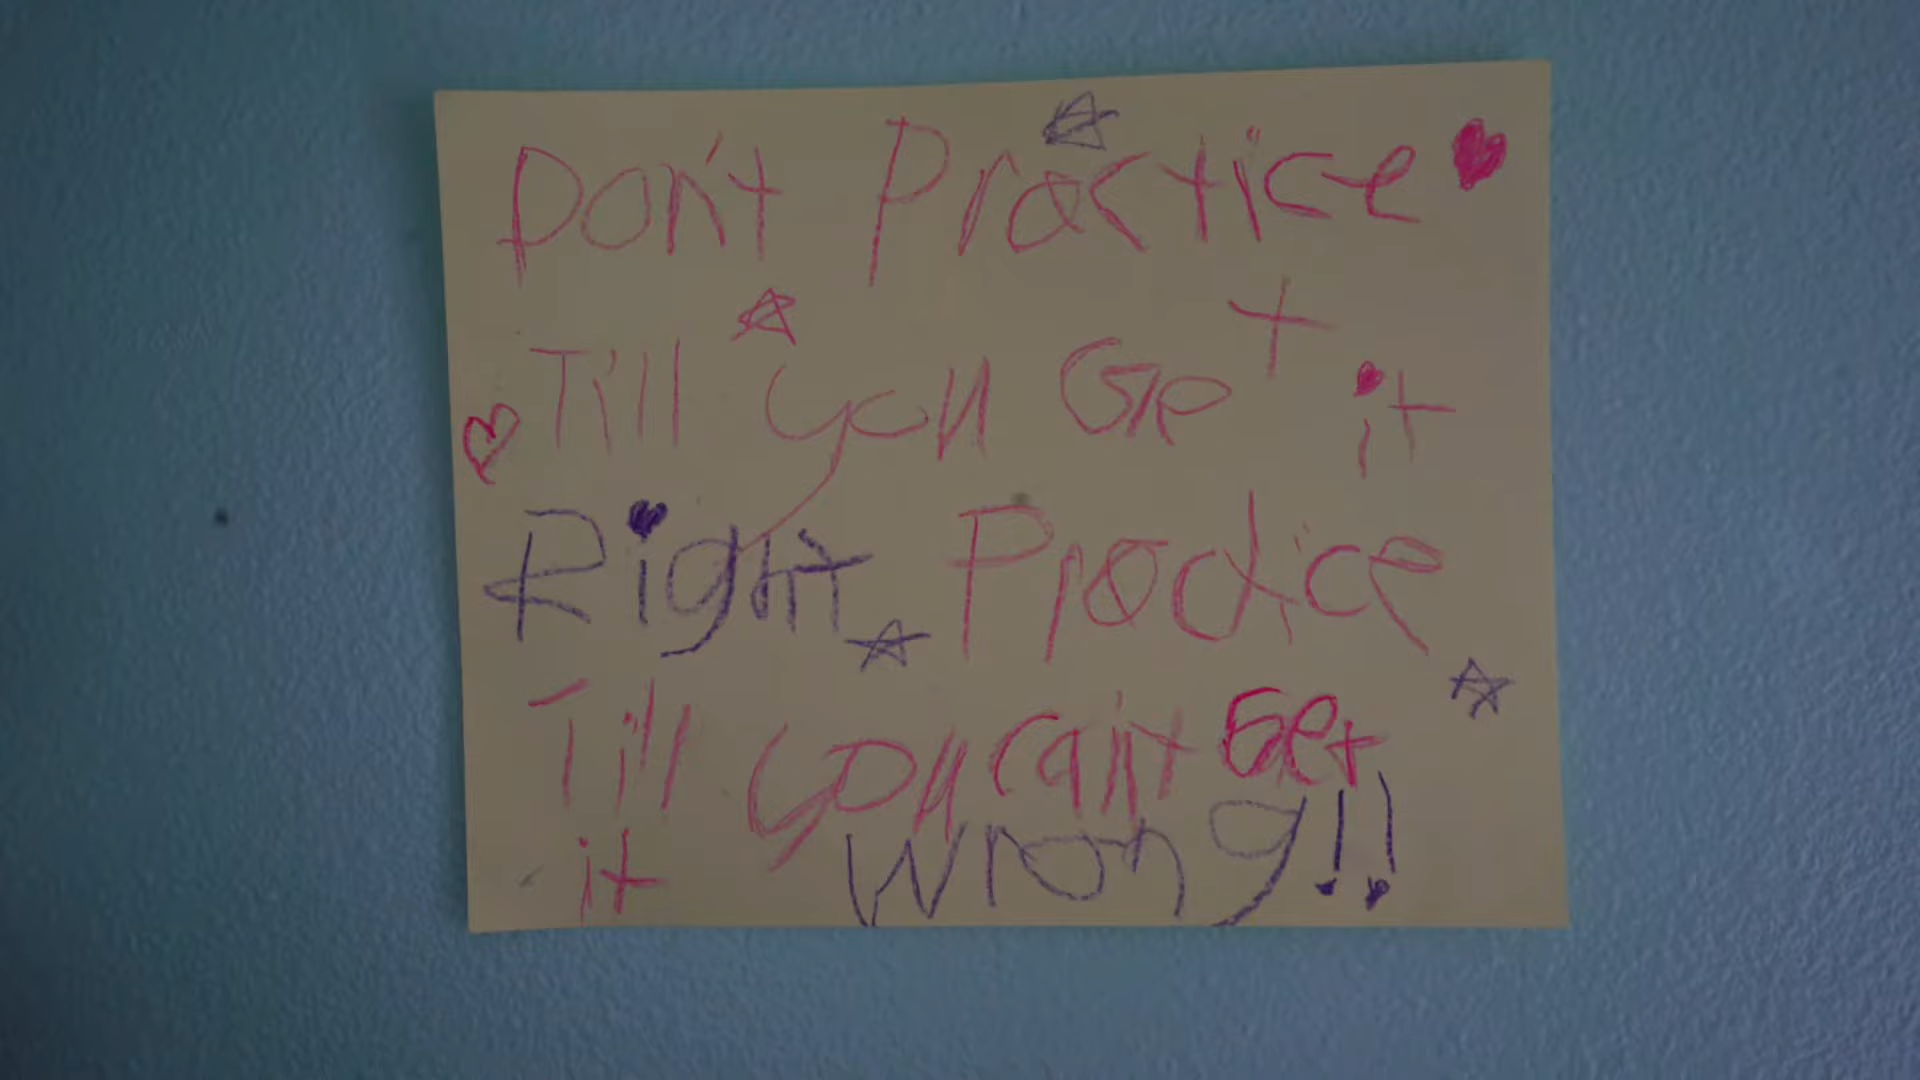 Don't Practice
Till you Get it
Right Practice
Till you can't Get
it wrong!!